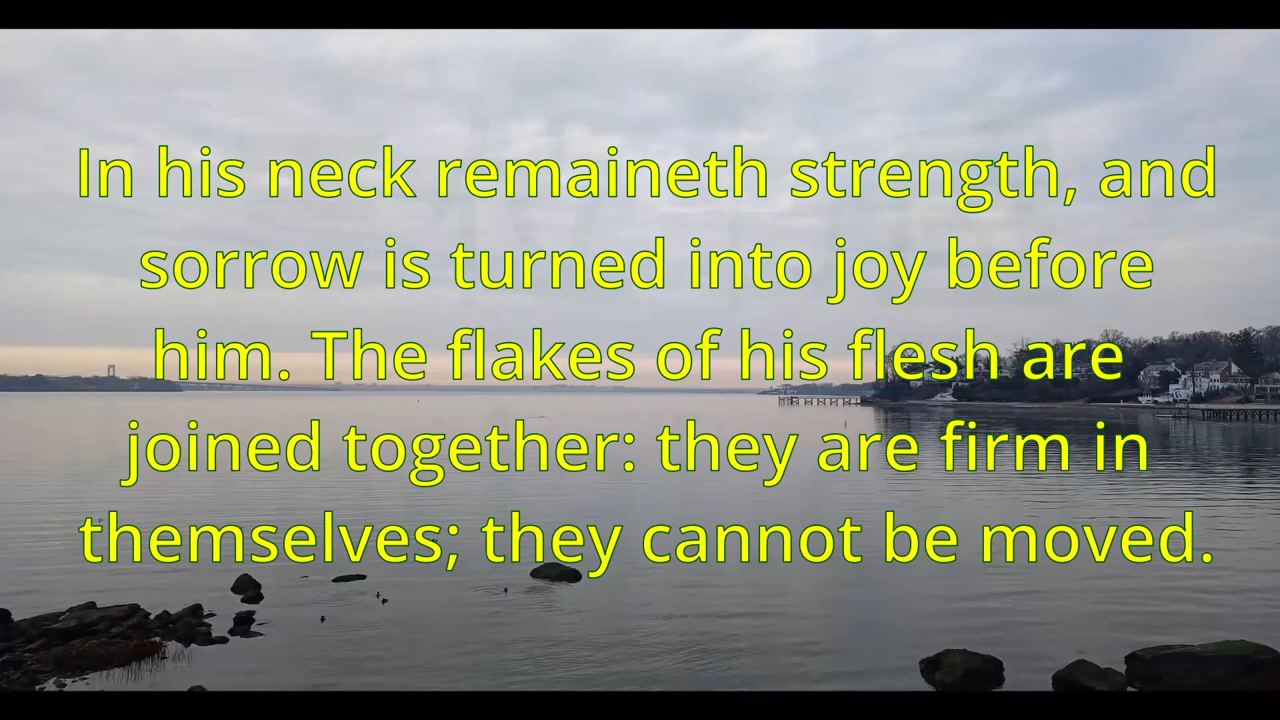 In his neck remaineth strength, and
sorrow is turned into joy before
him. The flakes of his flesh are
joined together: they are firm in
themselves; they cannot be moved.